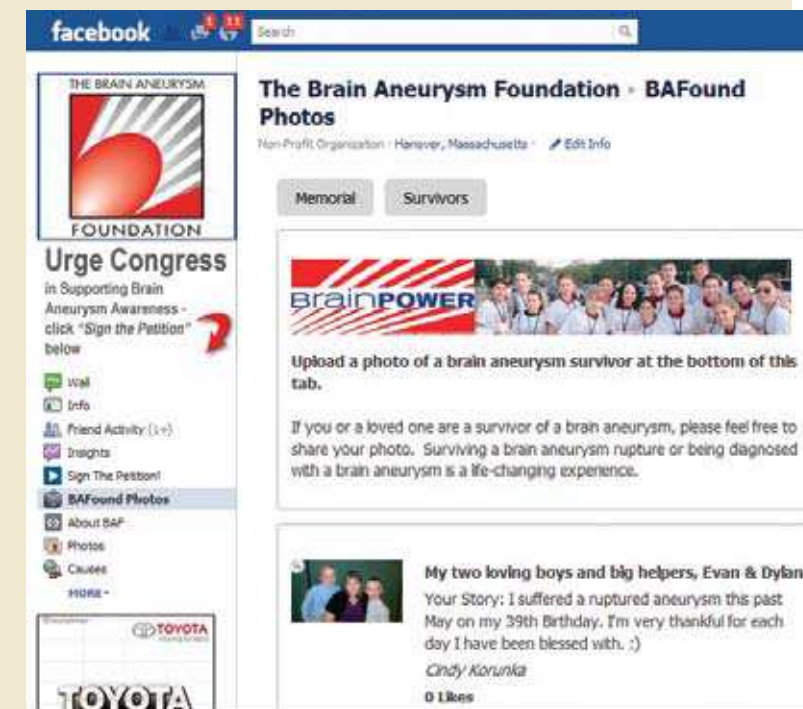 facebook
1
11
Search
THE BRAIN ANEURYSM
FOUNDATION
Urge Congress
in Supporting Brain
Aneurysm Awareness -
click "Sign the Petition"
below
Wall
Info
Friend Activity (1+)
Insights
Sign The Petition!
BAFound Photos
About BAF
Photos
Causes
MORE
TOYOTA
TOYOTA
The Brain Aneurysm Foundation ▸ BAFound
Photos
Non-Profit Organization · Hanover, Massachusetts · Edit Info
Memorial
Survivors
BrainPOWER
Upload a photo of a brain aneurysm survivor at the bottom of this
tab.
If you or a loved one are a survivor of a brain aneurysm, please feel free to
share your photo. Surviving a brain aneurysm rupture or being diagnosed
with a brain aneurysm is a life-changing experience.
My two loving boys and big helpers, Evan & Dylan
Your Story: I suffered a ruptured aneurysm this past
May on my 39th Birthday. I'm very thankful for each
day I have been blessed with. :)
Cindy Korunka
0 Likes